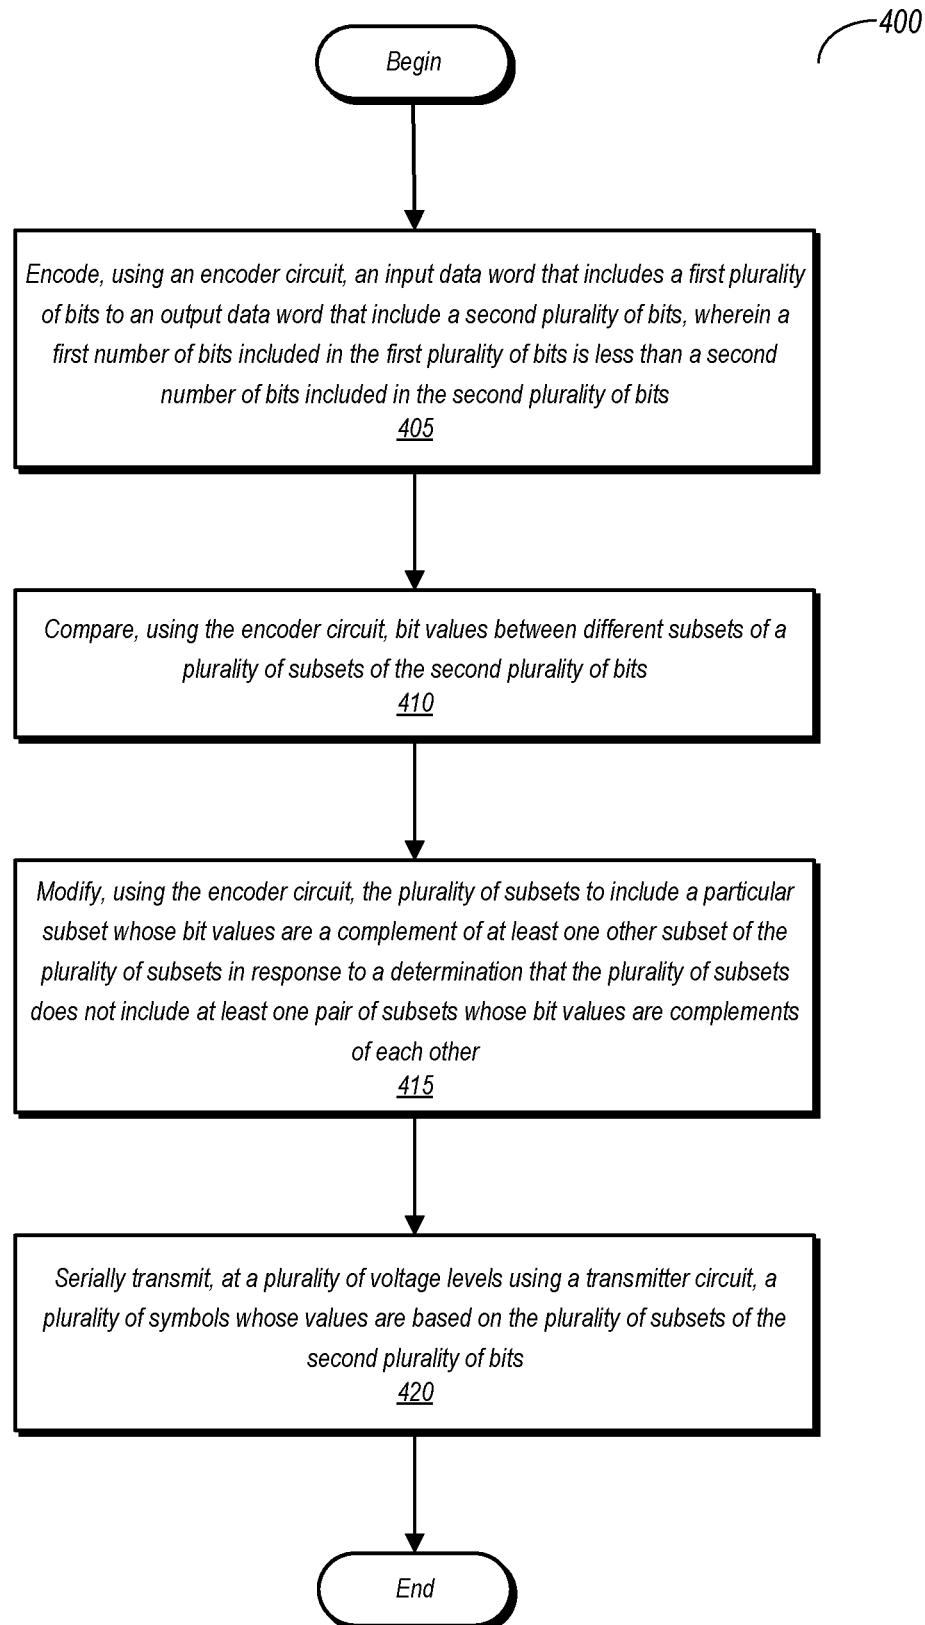 400
Begin
Encode, using an encoder circuit, an input data word that includes a first plurality
of bits to an output data word that include a second plurality of bits, wherein a
first number of bits included in the first plurality of bits is less than a second
number of bits included in the second plurality of bits
405
Compare, using the encoder circuit, bit values between different subsets of a
plurality of subsets of the second plurality of bits
410
Modify, using the encoder circuit, the plurality of subsets to include a particular
subset whose bit values are a complement of at least one other subset of the
plurality of subsets in response to a determination that the plurality of subsets
does not include at least one pair of subsets whose bit values are complements
of each other
415
Serially transmit, at a plurality of voltage levels using a transmitter circuit, a
plurality of symbols whose values are based on the plurality of subsets of the
second plurality of bits
420
End